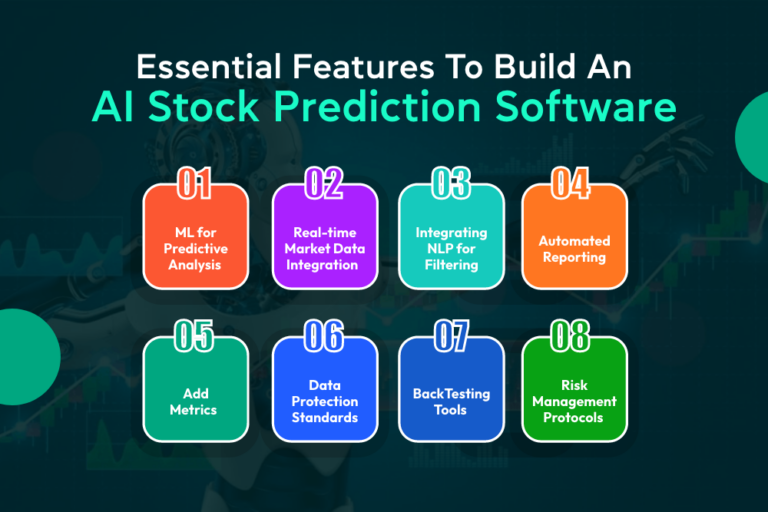 Essential Features To Build An
AI Stock Prediction Software
01
ML for
Predictive
Analysis
02
Real-time
Market Data
Integration
03
Integrating
NLP for
Filtering
04
Automated
Reporting
05
Add
Metrics
06
Data
Protection
Standards
07
BackTesting
Tools
08
Risk
Management
Protocols